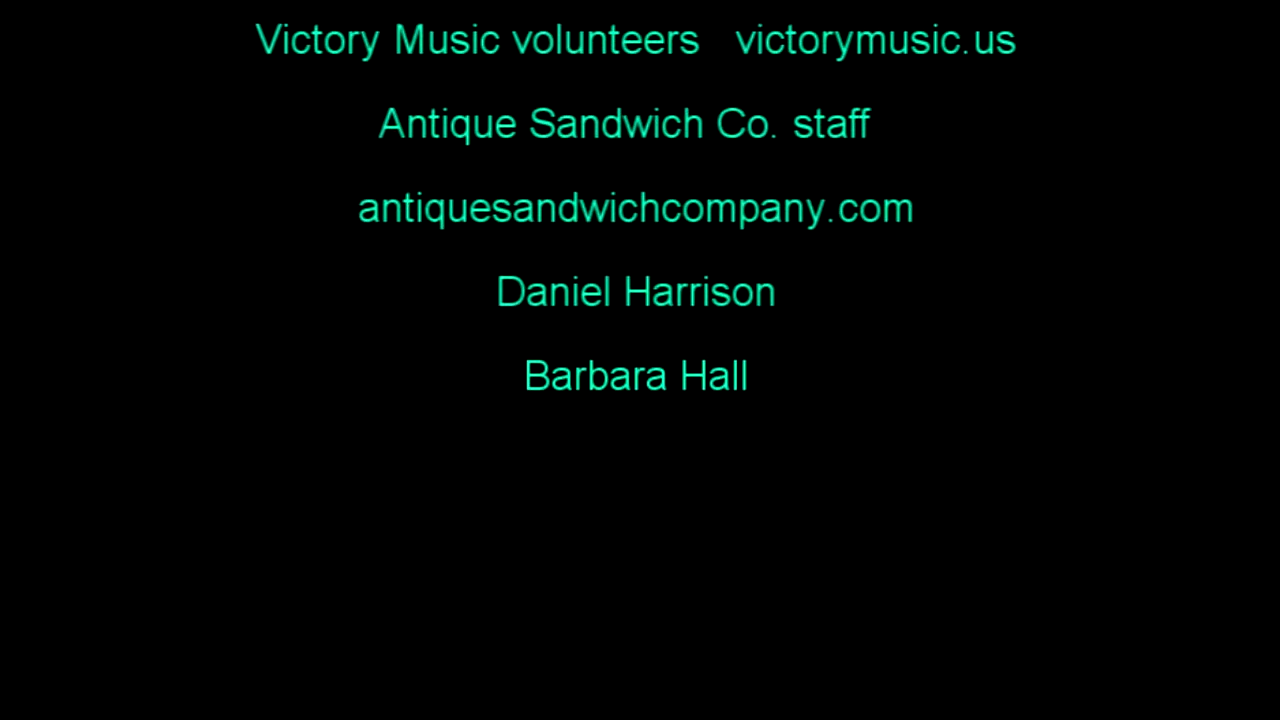 Victory Music volunteers victorymusic.us
Antique Sandwich Co. staff
antiquesandwichcompany.com
Daniel Harrison
Barbara Hall